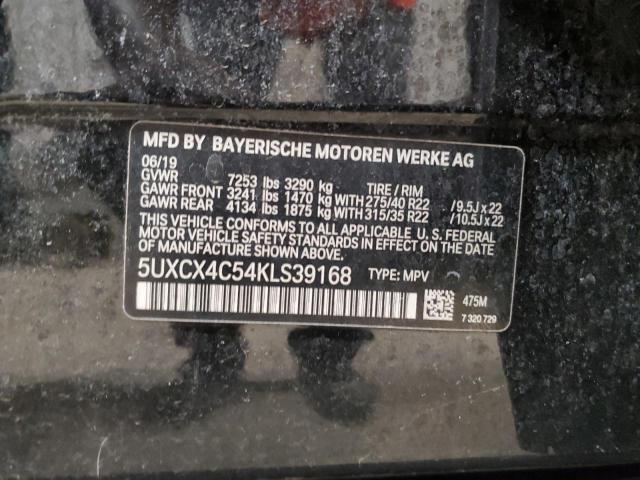 MFD BY BAYERISCHE MOTOREN WERKE AG
06/19
GVWR 7253 lbs 3290 kg TIRE / RIM
GAWR FRONT 3241 lbs 1470 kg WITH 275/40 R22 /9.5J x 22
GAWR REAR 4134 lbs 1875 kg WITH 315/35 R22 /10.5J x 22
THIS VEHICLE CONFORMS TO ALL APPLICABLE U. S. FEDERAL
MOTOR VEHICLE SAFETY STANDARDS IN EFFECT ON THE DATE
OF MANUFACTURE SHOWN ABOVE.
5UXCX4C54KLS39168 TYPE: MPV
475M
7 320 729